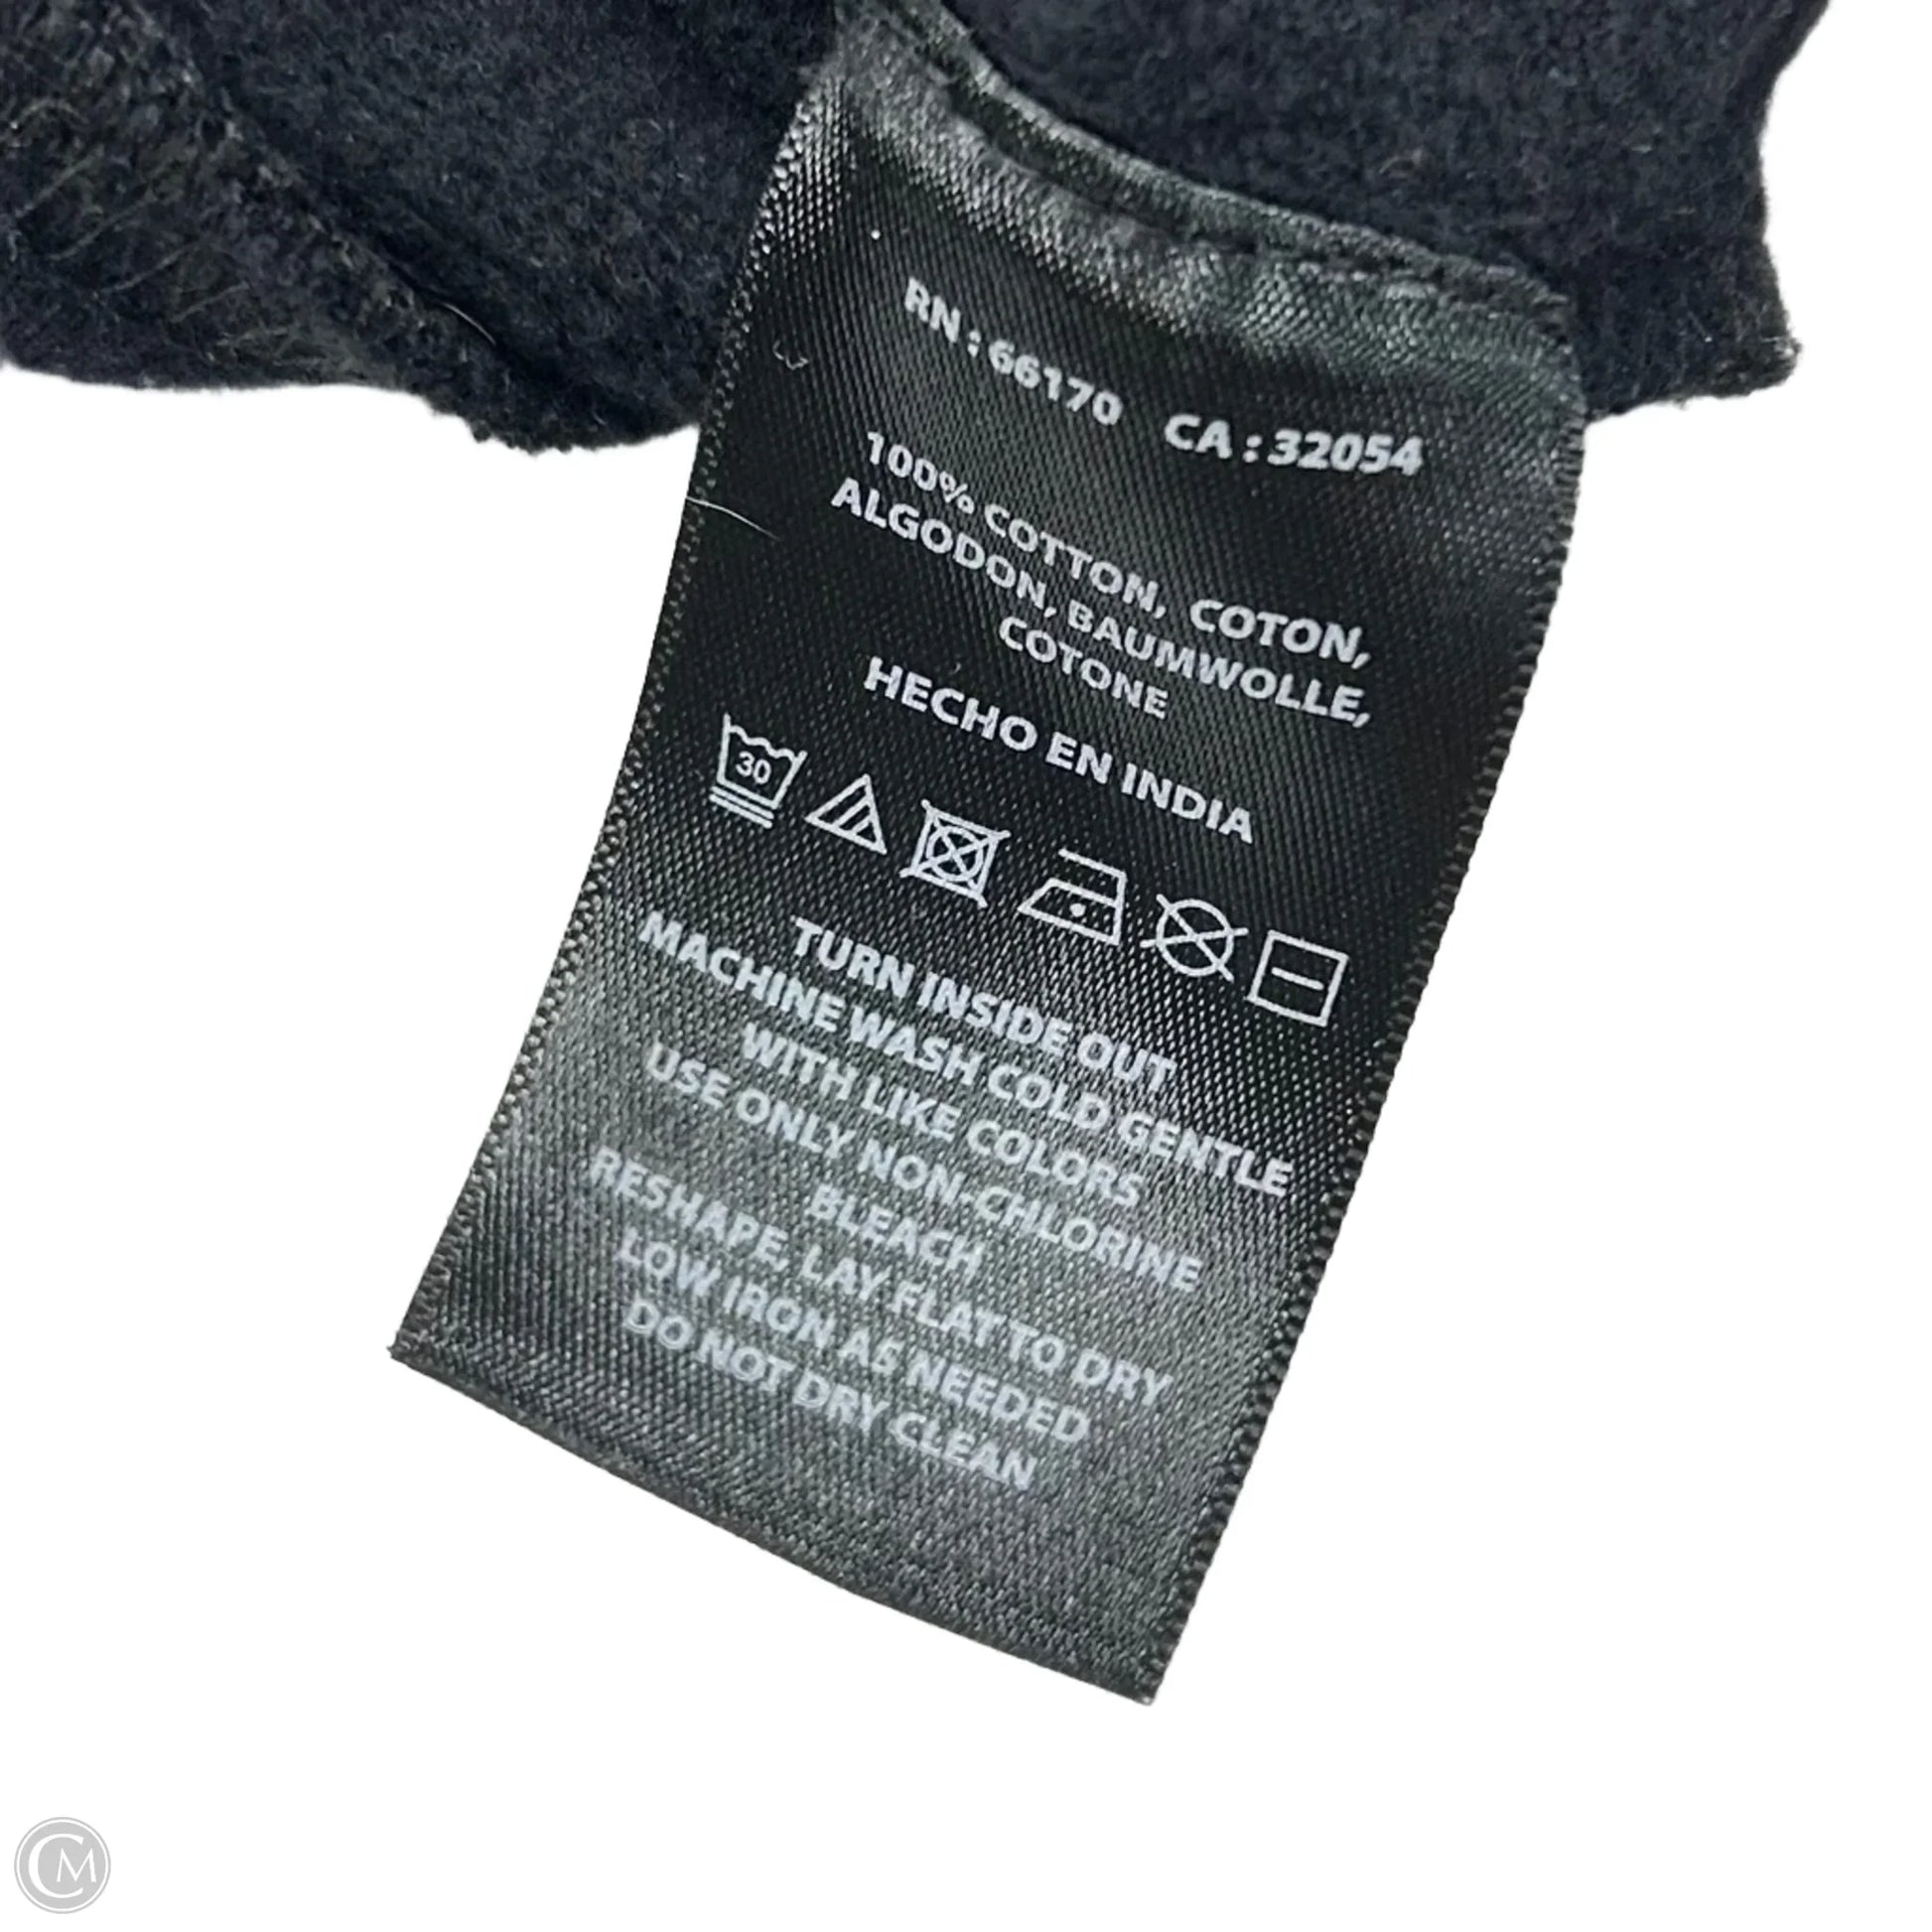 RN : 66170 CA : 32054
100% COTTON, COTON,
ALGODON, BAUMWOLLE,
COTONE
HECHO EN INDIA
30
TURN INSIDE OUT
MACHINE WASH COLD GENTLE
WITH LIKE COLORS
USE ONLY NON-CHLORINE
BLEACH
RESHAPE, LAY FLAT TO DRY
LOW IRON AS NEEDED
DO NOT DRY CLEAN
CM